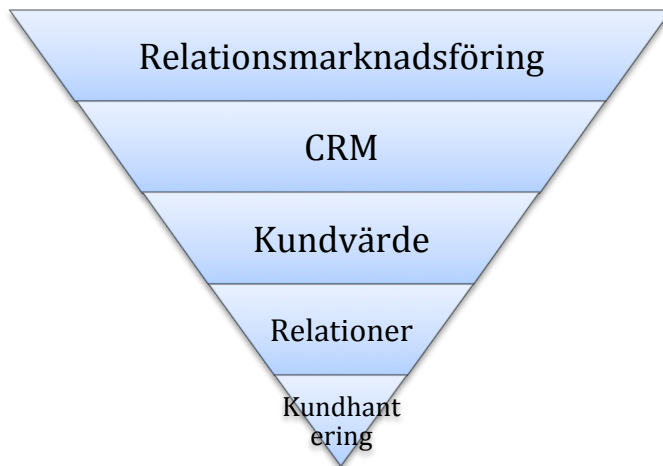 Relationsmarknadsföring
CRM
Kundvärde
Relationer
Kundhant
ering